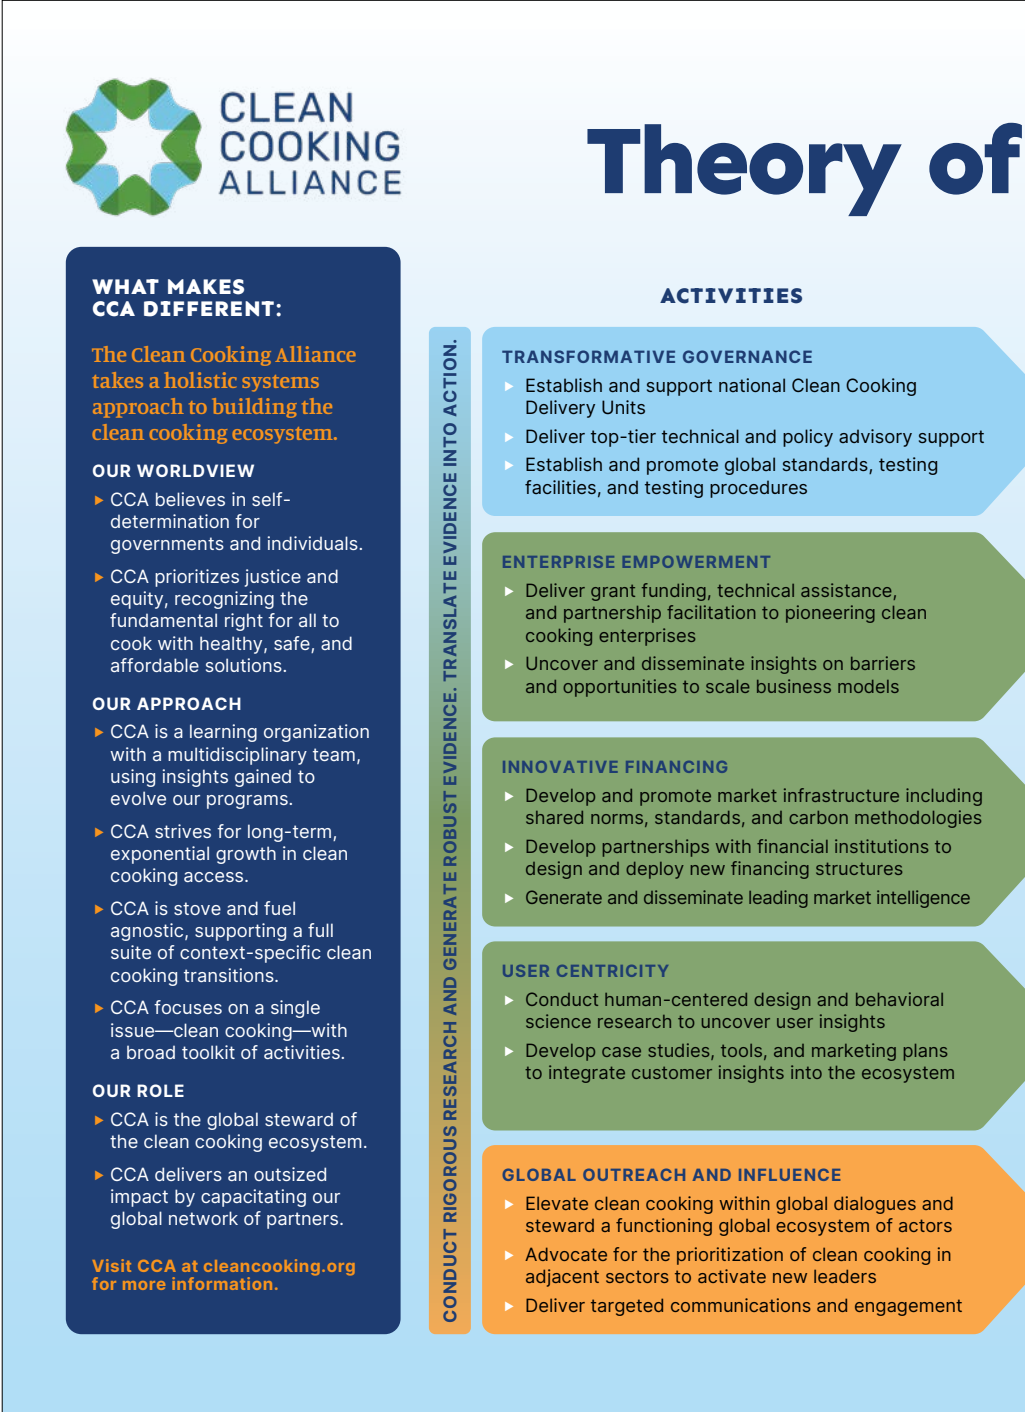 CLEAN
COOKING
ALLIANCE
Theory of
WHAT MAKES
CCA DIFFERENT:
The Clean Cooking Alliance
takes a holistic systems
approach to building the
clean cooking ecosystem.
OUR WORLDVIEW
CCA believes in self-
determination for
governments and individuals.
CCA prioritizes justice and
equity, recognizing the
fundamental right for all to
cook with healthy, safe, and
affordable solutions.
OUR APPROACH
CCA is a learning organization
with a multidisciplinary team,
using insights gained to
evolve our programs.
CCA strives for long-term,
exponential growth in clean
cooking access.
CCA is stove and fuel
agnostic, supporting a full
suite of context-specific clean
cooking transitions.
CCA focuses on a single
issue—clean cooking—with
a broad toolkit of activities.
OUR ROLE
CCA is the global steward of
the clean cooking ecosystem.
CCA delivers an outsized
impact by capacitating our
global network of partners.
Visit CCA at cleancooking.org
for more information.
CONDUCT RIGOROUS RESEARCH AND GENERATE ROBUST EVIDENCE. TRANSLATE EVIDENCE INTO ACTION.
ACTIVITIES
TRANSFORMATIVE GOVERNANCE
Establish and support national Clean Cooking
Delivery Units
Deliver top-tier technical and policy advisory support
Establish and promote global standards, testing
facilities, and testing procedures
ENTERPRISE EMPOWERMENT
Deliver grant funding, technical assistance,
and partnership facilitation to pioneering clean
cooking enterprises
Uncover and disseminate insights on barriers
and opportunities to scale business models
INNOVATIVE FINANCING
Develop and promote market infrastructure including
shared norms, standards, and carbon methodologies
Develop partnerships with financial institutions to
design and deploy new financing structures
Generate and disseminate leading market intelligence
USER CENTRICITY
Conduct human-centered design and behavioral
science research to uncover user insights
Develop case studies, tools, and marketing plans
to integrate customer insights into the ecosystem
GLOBAL OUTREACH AND INFLUENCE
Elevate clean cooking within global dialogues and
steward a functioning global ecosystem of actors
Advocate for the prioritization of clean cooking in
adjacent sectors to activate new leaders
Deliver targeted communications and engagement